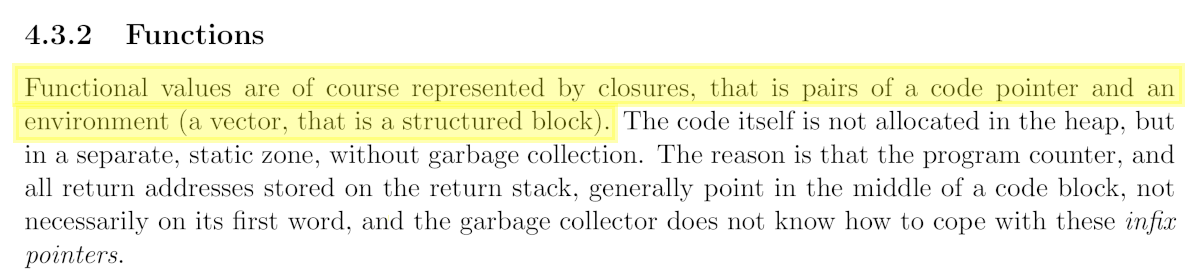 4.3.2 Functions
Functional values are of course represented by closures, that is pairs of a code pointer and an
environment (a vector, that is a structured block). The code itself is not allocated in the heap, but
in a separate, static zone, without garbage collection. The reason is that the program counter, and
all return addresses stored on the return stack, generally point in the middle of a code block, not
necessarily on its first word, and the garbage collector does not know how to cope with these infix
pointers.